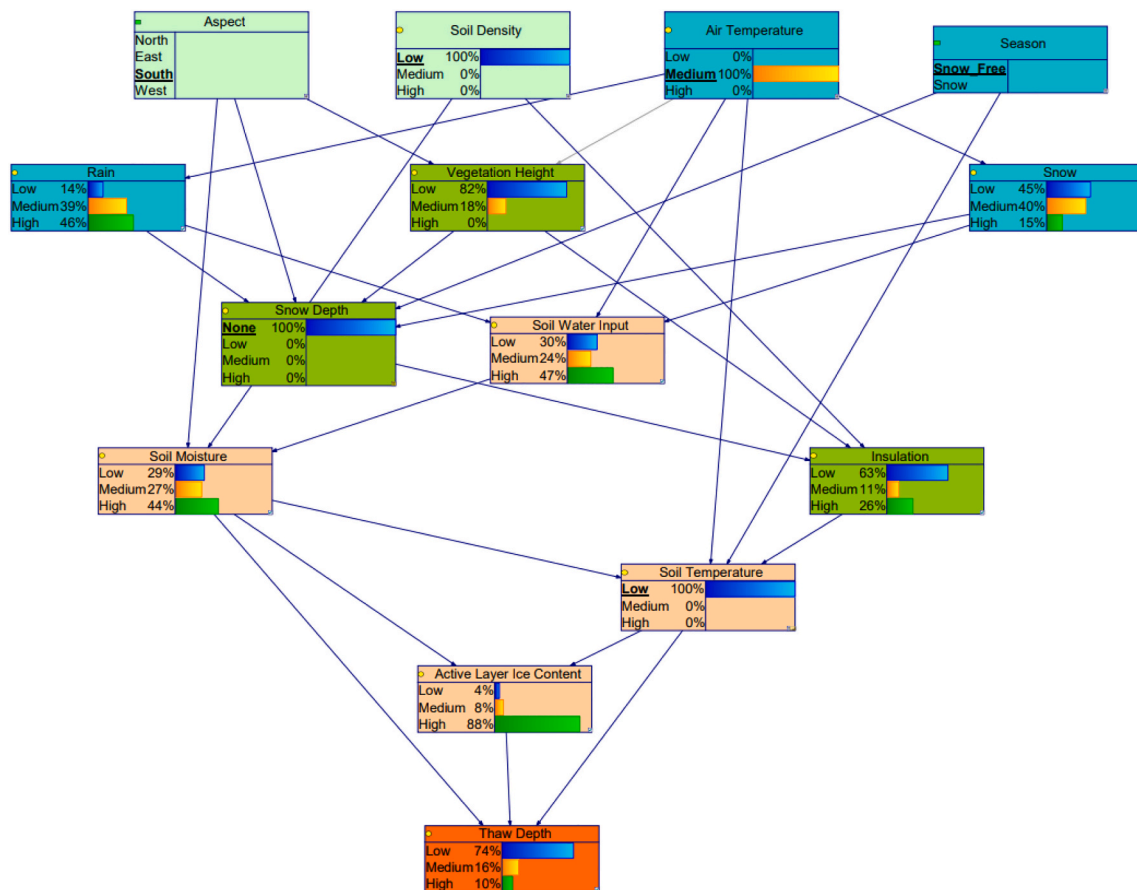 Aspect
North
East
South
West
Soil Density
Low 100%
Medium 0%
High 0%
Air Temperature
Low 0%
Medium 100%
High 0%
Season
Snow_Free
Snow
Rain
Low 14%
Medium 39%
High 46%
Vegetation Height
Low 82%
Medium 18%
High 0%
Snow
Low 45%
Medium 40%
High 15%
Snow Depth
None 100%
Low 0%
Medium 0%
High 0%
Soil Water Input
Low 30%
Medium 24%
High 47%
Soil Moisture
Low 29%
Medium 27%
High 44%
Insulation
Low 63%
Medium 11%
High 26%
Soil Temperature
Low 100%
Medium 0%
High 0%
Active Layer Ice Content
Low 4%
Medium 8%
High 88%
Thaw Depth
Low 74%
Medium 16%
High 10%